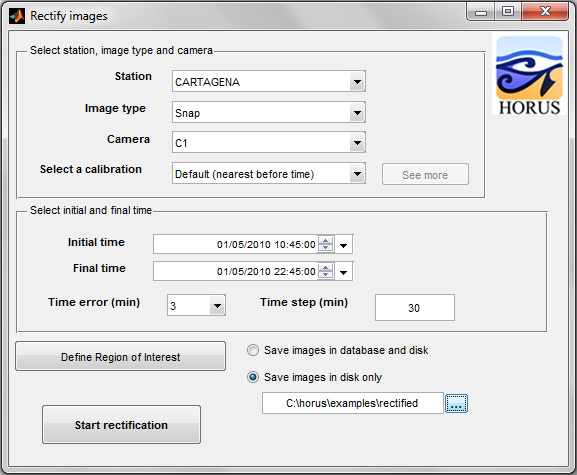 Rectify images
Select station, image type and camera
Station
CARTAGENA
Image type
Snap
Camera
C1
Select a calibration
Default (nearest before time)
See more
HORUS
Select initial and final time
Initial time
01/05/2010 10:45:00
Final time
01/05/2010 22:45:00
Time error (min)
3
Time step (min)
30
Define Region of Interest
Save images in database and disk
Save images in disk only
C:\horus\examples\rectified
...
Start rectification